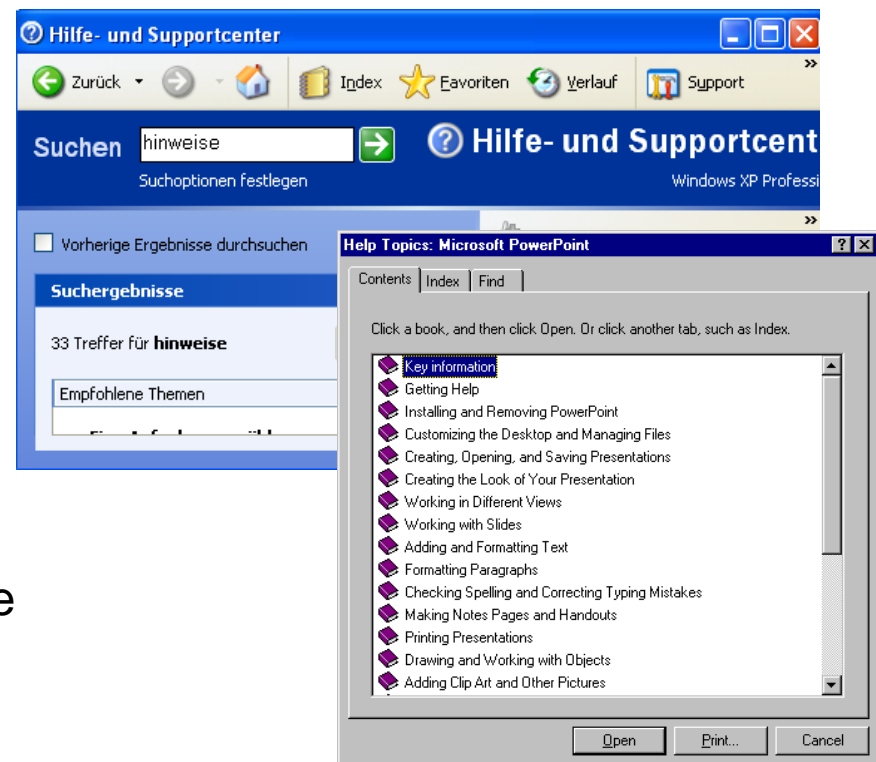 Hilfe- und Supportcenter
Zurück Index Favoriten Verlauf Support »
Suchen hinweise Hilfe- und Supportcent
Suchoptionen festlegen Windows XP Professi
Vorherige Ergebnisse durchsuchen »
Suchergebnisse
33 Treffer für hinweise
Empfohlene Themen
Help Topics: Microsoft PowerPoint
Contents Index Find
Click a book, and then click Open. Or click another tab, such as Index.
Key information
Getting Help
Installing and Removing PowerPoint
Customizing the Desktop and Managing Files
Creating, Opening, and Saving Presentations
Creating the Look of Your Presentation
Working in Different Views
Working with Slides
Adding and Formatting Text
Formatting Paragraphs
Checking Spelling and Correcting Typing Mistakes
Making Notes Pages and Handouts
Printing Presentations
Drawing and Working with Objects
Adding Clip Art and Other Pictures
Open Print... Cancel
e